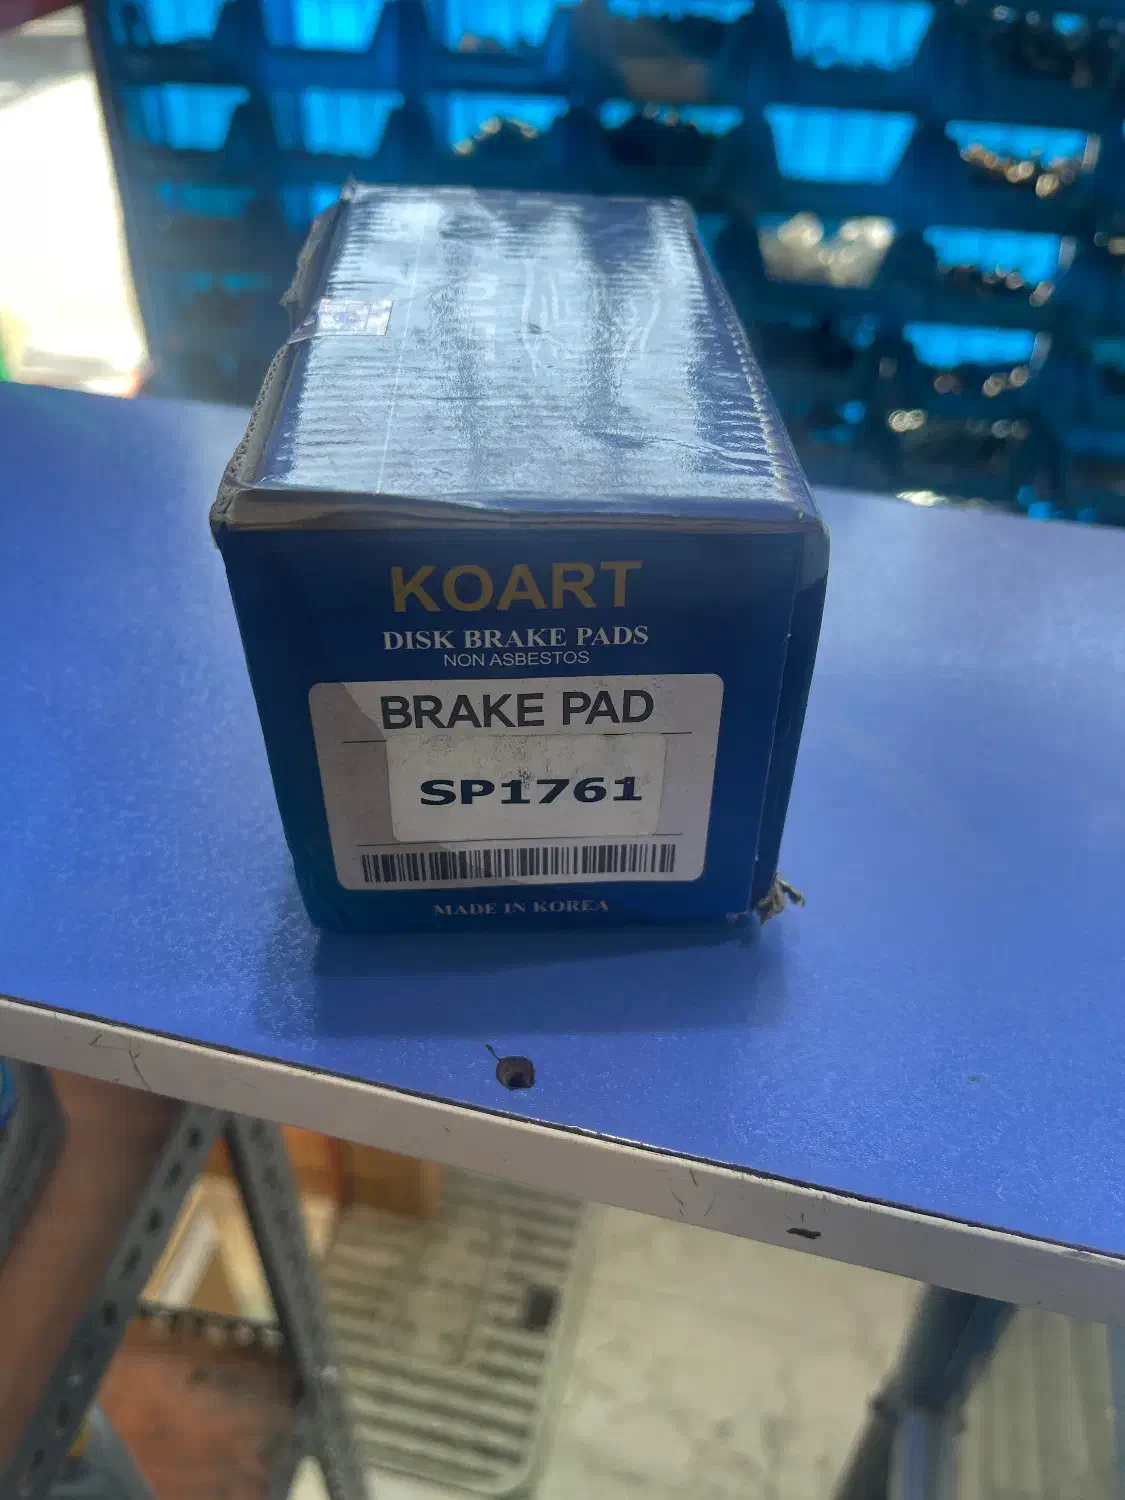 KOART
DISK BRAKE PADS
NON ASBESTOS
BRAKE PAD
SP1761
MADE IN KOREA